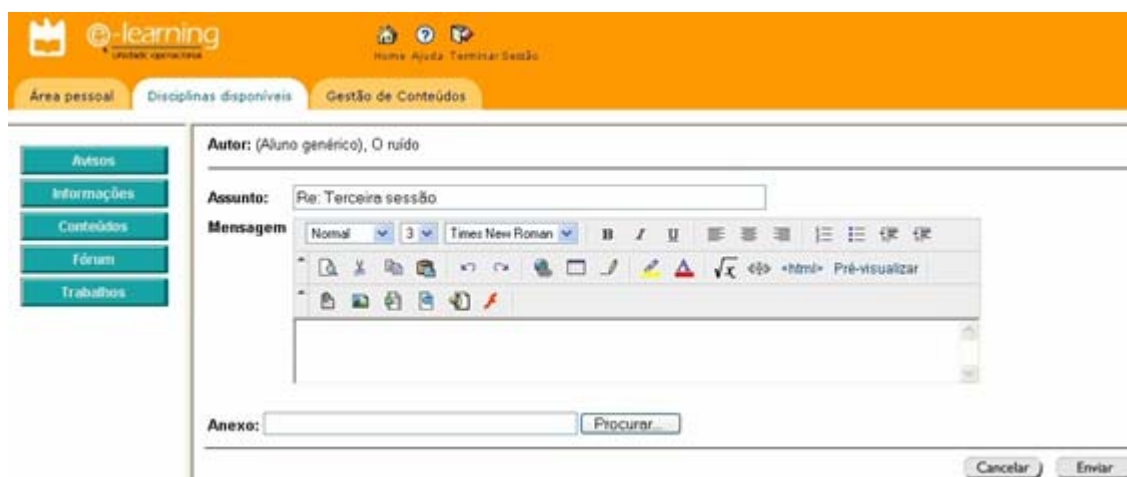 e-learning
unidade operacional
Home Ajuda Terminar Sessão
Área pessoal Disciplinas disponíveis Gestão de Conteúdos
Avisos
Informações
Conteúdos
Fórum
Trabalhos
Autor: (Aluno genérico), O ruído
Assunto: Re: Terceira sessão
Mensagem Normal 3 Times New Roman B I U
√x <i> <html> Pré-visualizar
Anexo: Procurar...
Cancelar Enviar